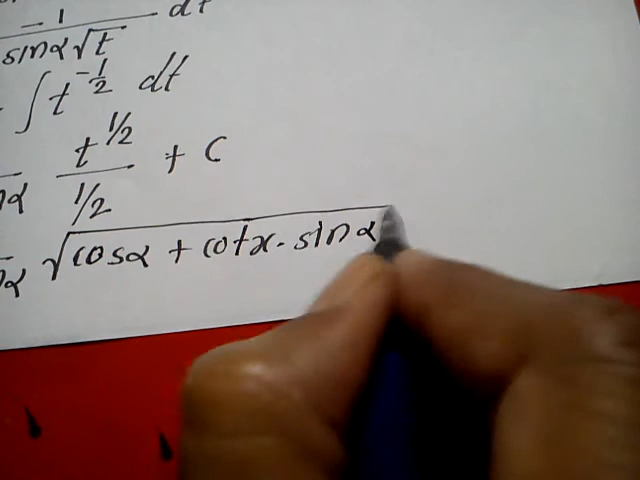 -1/sinα√t dt
∫ t^-1/2 dt
t^1/2 / 1/2 + C
√cosα + cotx. sinα